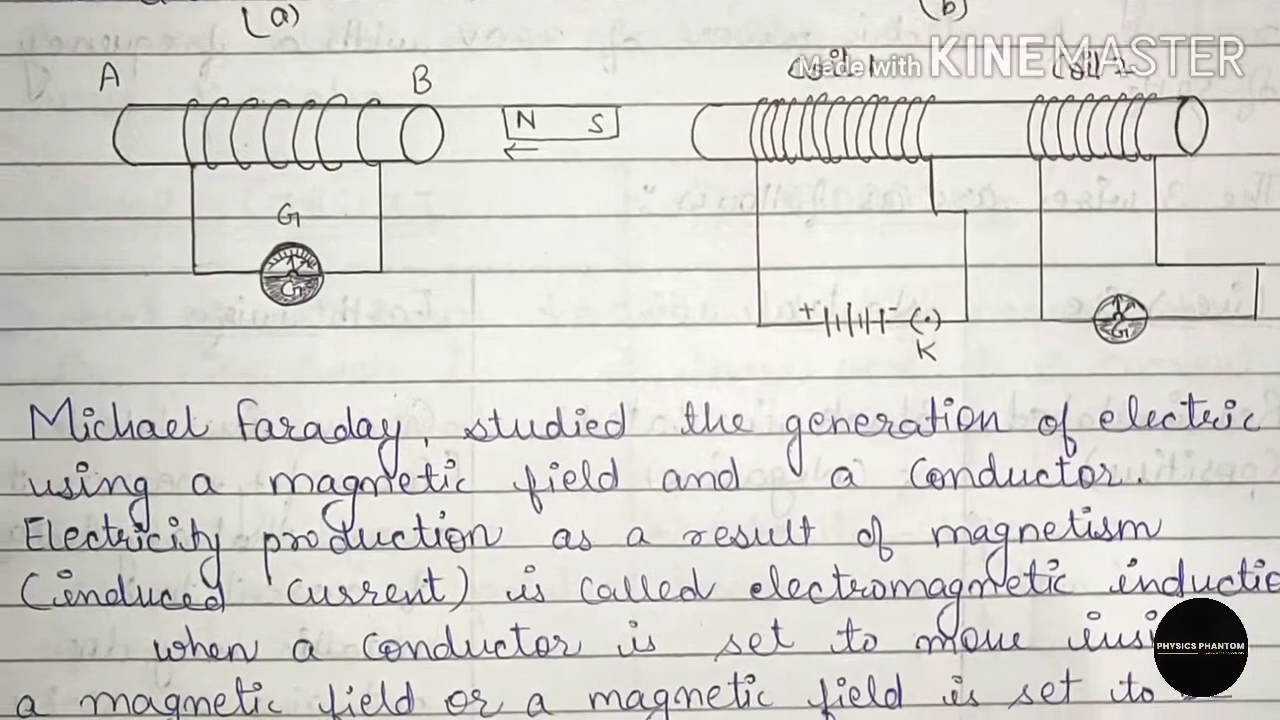 (a)
(b)
Made with KINEMASTER
A
B
N S
G
G
+ -
(.)
K
G
Michael Faraday, studied the generation of electric
using a magnetic field and a conductor.
Electricity production as a result of magnetism
(induced current) is called electromagnetic inductio
when a conductor is set to move
a magnetic field or a magnetic field is set to
PHYSICS PHANTOM